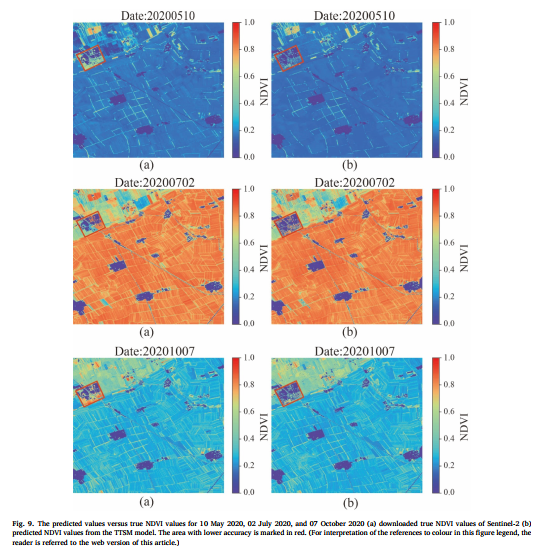 Date:20200510
Date:20200510
1.0
0.8
0.6
0.4
0.2
0.0
NDVI
1.0
0.8
0.6
0.4
0.2
0.0
NDVI
(a)
(b)
Date:20200702
Date:20200702
1.0
0.8
0.6
0.4
0.2
0.0
NDVI
1.0
0.8
0.6
0.4
0.2
0.0
NDVI
(a)
(b)
Date:20201007
Date:20201007
1.0
0.8
0.6
0.4
0.2
0.0
NDVI
1.0
0.8
0.6
0.4
0.2
0.0
NDVI
(a)
(b)
Fig. 9. The predicted values versus true NDVI values for 10 May 2020, 02 July 2020, and 07 October 2020 (a) downloaded true NDVI values of Sentinel-2 (b)
predicted NDVI values from the TTSM model. The area with lower accuracy is marked in red. (For interpretation of the references to colour in this figure legend, the
reader is referred to the web version of this article.)